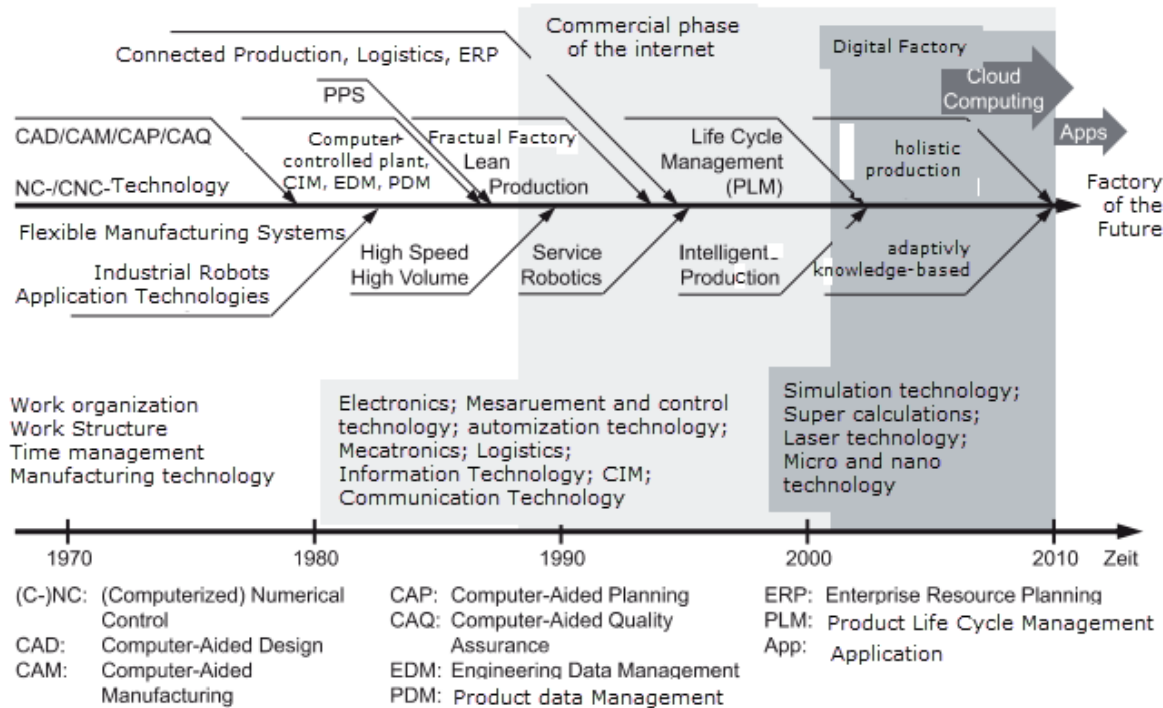 Commercial phase
of the internet
Connected Production, Logistics, ERP
Digital Factory
Cloud
Computing
PPS
Apps
CAD/CAM/CAP/CAQ
Computer-
controlled plant,
CIM, EDM, PDM
Fractual Factory
Lean
Production
Life Cycle
Management
(PLM)
holistic
production
NC-/CNC-Technology
Factory
of the
Future
Flexible Manufacturing Systems
Industrial Robots
Application Technologies
High Speed
High Volume
Service
Robotics
Intelligent
Production
adaptivly
knowledge-based
Work organization
Work Structure
Time management
Manufacturing technology
Electronics; Mesaruement and control
technology; automization technology;
Mecatronics; Logistics;
Information Technology; CIM;
Communication Technology
Simulation technology;
Super calculations;
Laser technology;
Micro and nano
technology
1970 1980 1990 2000 2010 Zeit
(C-)NC: (Computerized) Numerical
Control
CAD: Computer-Aided Design
CAM: Computer-Aided
Manufacturing
CAP: Computer-Aided Planning
CAQ: Computer-Aided Quality
Assurance
EDM: Engineering Data Management
PDM: Product data Management
ERP: Enterprise Resource Planning
PLM: Product Life Cycle Management
App: Application